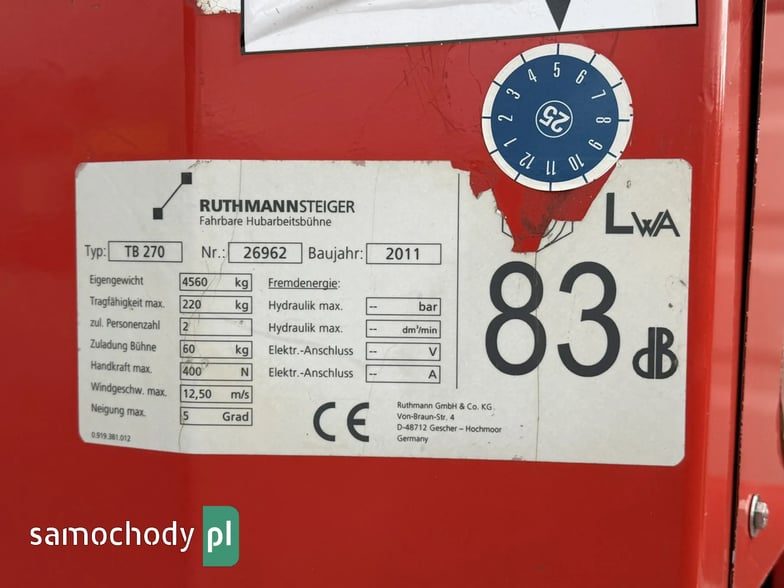 1 2 3 4 5 6 7 8 9 10 11 12
25
RUTHMANNSTEIGER
Fahrbare Hubarbeitsbühne
Typ: TB 270 Nr.: 26962 Baujahr: 2011
Eigengewicht 4560 kg
Tragfähigkeit max. 220 kg
zul. Personenzahl 2
Zuladung Bühne 60 kg
Handkraft max. 400 N
Windgeschw. max. 12,50 m/s
Neigung max. 5 Grad
0.919.381.012
Fremdenergie:
Hydraulik max. -- bar
Hydraulik max. -- dm³/min
Elektr.-Anschluss -- V
Elektr.-Anschluss -- A
CE
Ruthmann GmbH & Co. KG
Von-Braun-Str. 4
D-48712 Gescher - Hochmoor
Germany
LWA
83 dB
samochody pl